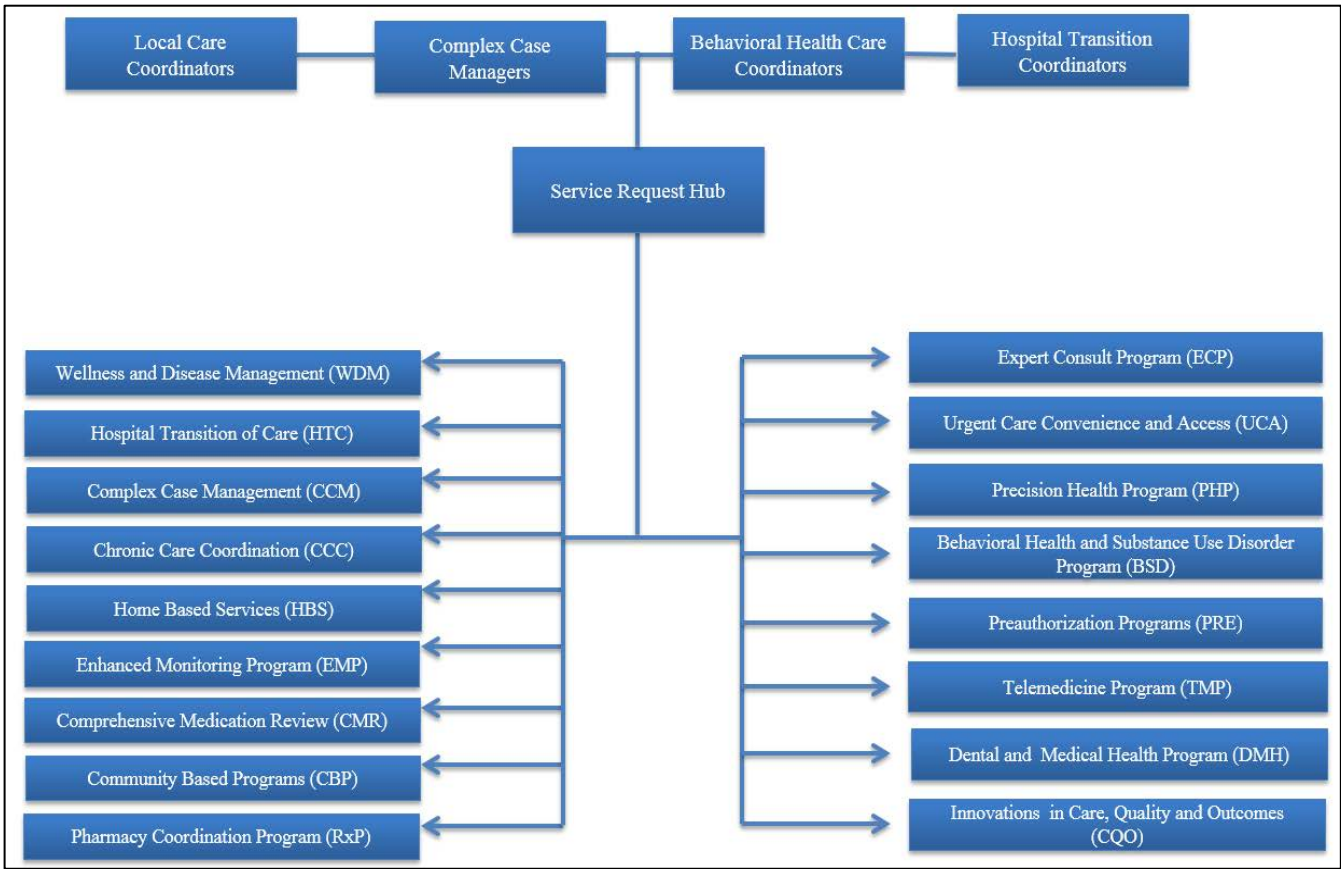 Local Care
Coordinators
Complex Case
Managers
Behavioral Health Care
Coordinators
Hospital Transition
Coordinators
Service Request Hub
Wellness and Disease Management (WDM)
Hospital Transition of Care (HTC)
Complex Case Management (CCM)
Chronic Care Coordination (CCC)
Home Based Services (HBS)
Enhanced Monitoring Program (EMP)
Comprehensive Medication Review (CMR)
Community Based Programs (CBP)
Pharmacy Coordination Program (RxP)
Expert Consult Program (ECP)
Urgent Care Convenience and Access (UCA)
Precision Health Program (PHP)
Behavioral Health and Substance Use Disorder
Program (BSD)
Preauthorization Programs (PRE)
Telemedicine Program (TMP)
Dental and Medical Health Program (DMH)
Innovations in Care, Quality and Outcomes
(CQO)